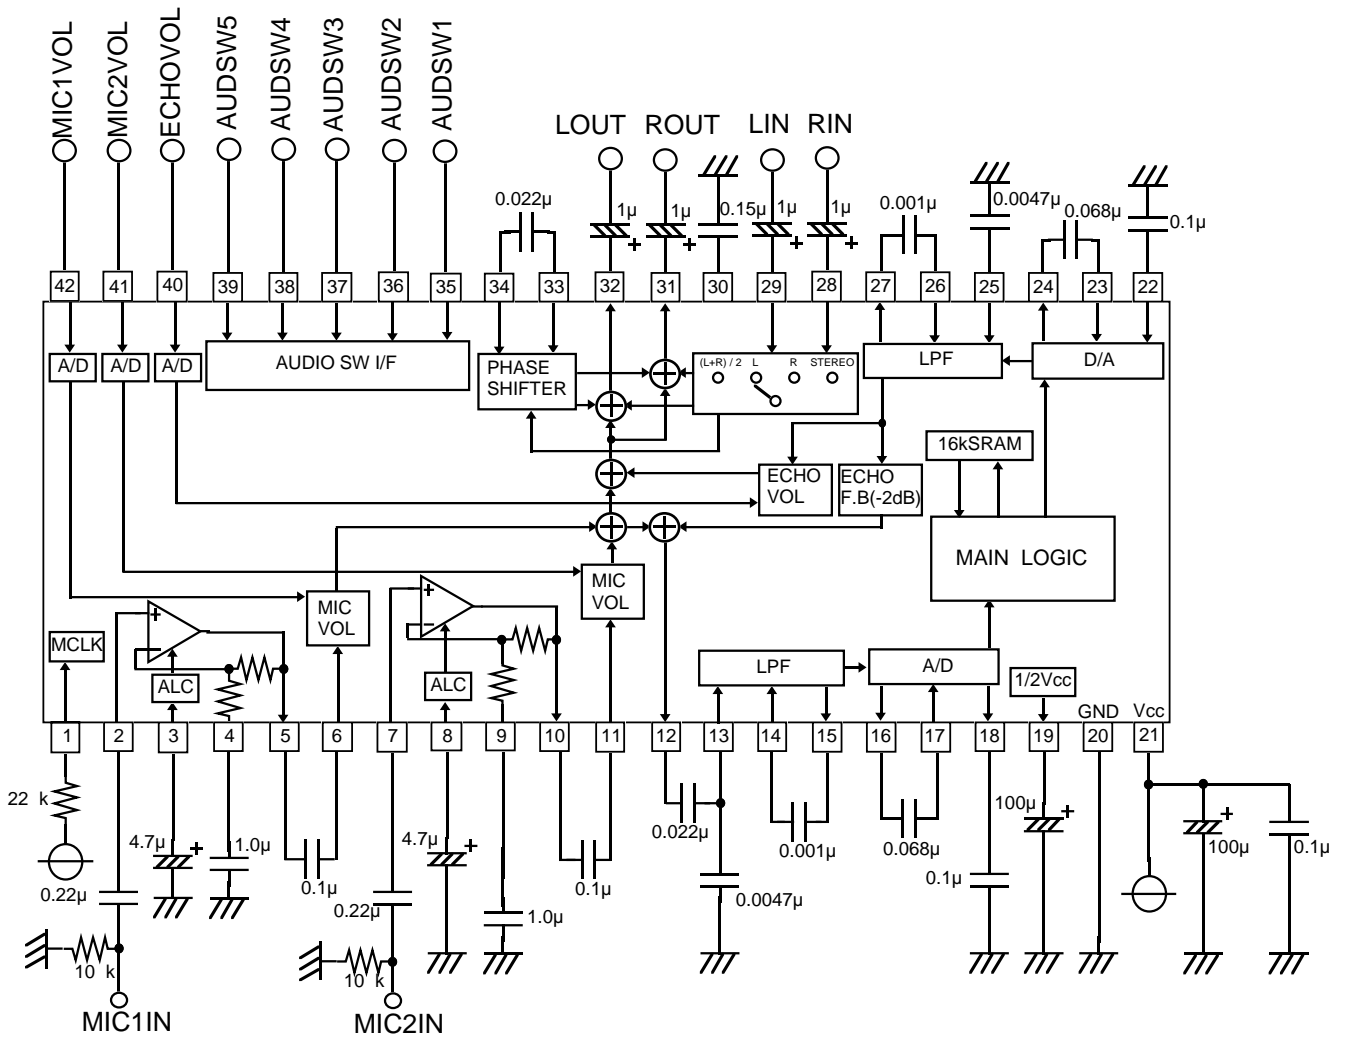 MIC1VOL
MIC2VOL
ECHOVOL
AUDSW5
AUDSW4
AUDSW3
AUDSW2
AUDSW1
LOUT ROUT LIN RIN
0.022μ
1μ
1μ
0.15μ
1μ
1μ
0.001μ
0.0047μ
0.068μ
0.1μ
+
+
+
+
42 41 40 39 38 37 36 35 34 33 32 31 30 29 28 27 26 25 24 23 22
A/D
A/D
A/D
AUDIO SW I/F
PHASE
SHIFTER
(L+R) / 2 L R STEREO
LPF
D/A
16kSRAM
ECHO
VOL
ECHO
F.B(-2dB)
MAIN LOGIC
MIC
VOL
MIC
VOL
+
−
+
−
MCLK
ALC
ALC
LPF
A/D
1/2Vcc
GND
Vcc
1 2 3 4 5 6 7 8 9 10 11 12 13 14 15 16 17 18 19 20 21
22 k
4.7μ
+
1.0μ
0.1μ
0.22μ
10 k
MIC1IN
4.7μ
+
0.22μ
1.0μ
0.1μ
10 k
MIC2IN
0.022μ
0.0047μ
0.001μ
0.068μ
0.1μ
100μ
+
+
100μ
0.1μ